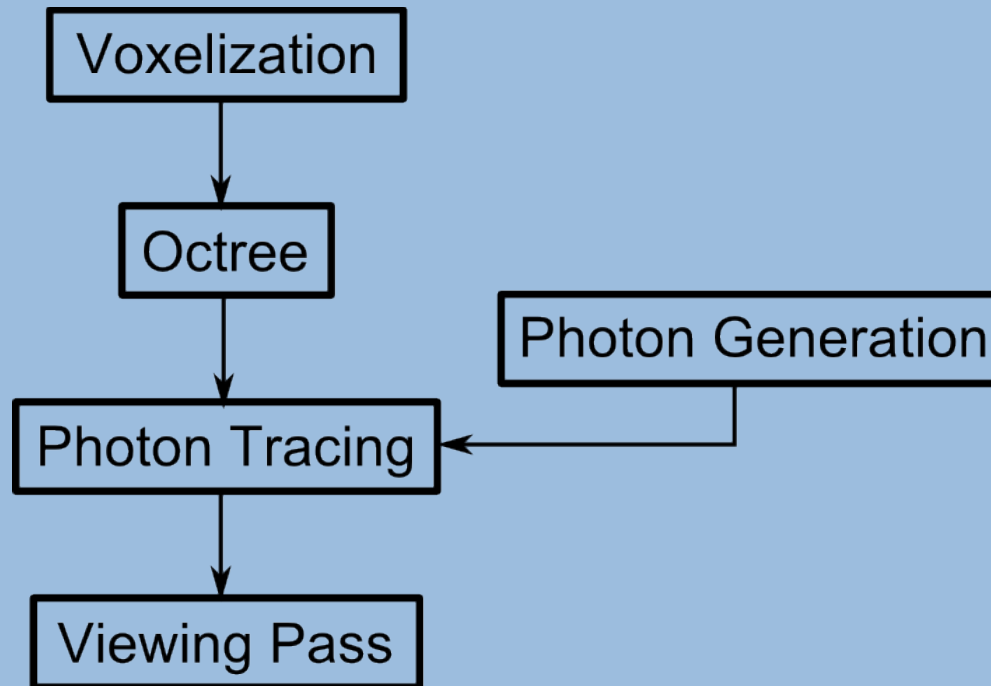 Voxelization
Octree
Photon Generation
Photon Tracing
Viewing Pass